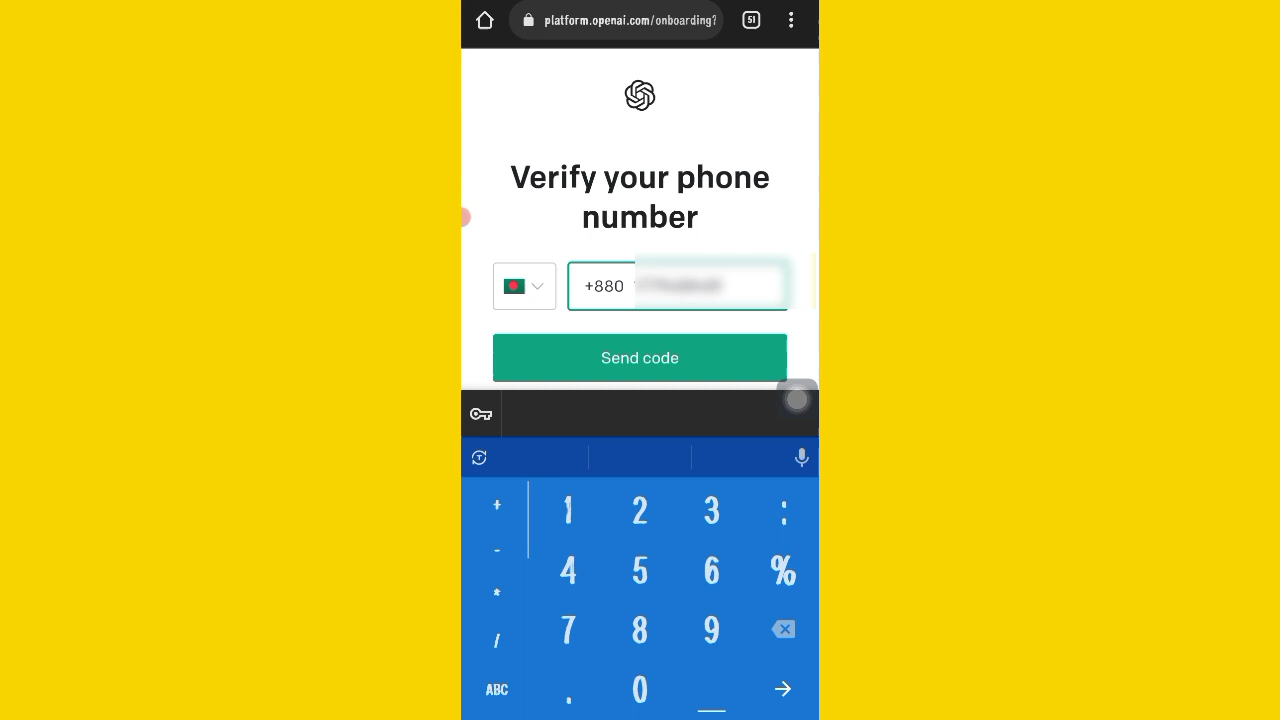 platform.openai.com/onboarding?
51
Verify your phone
number
+880
Send code
+ 1 2 3 :
-
4 5 6 %
*
7 8 9
/
ABC . 0 _